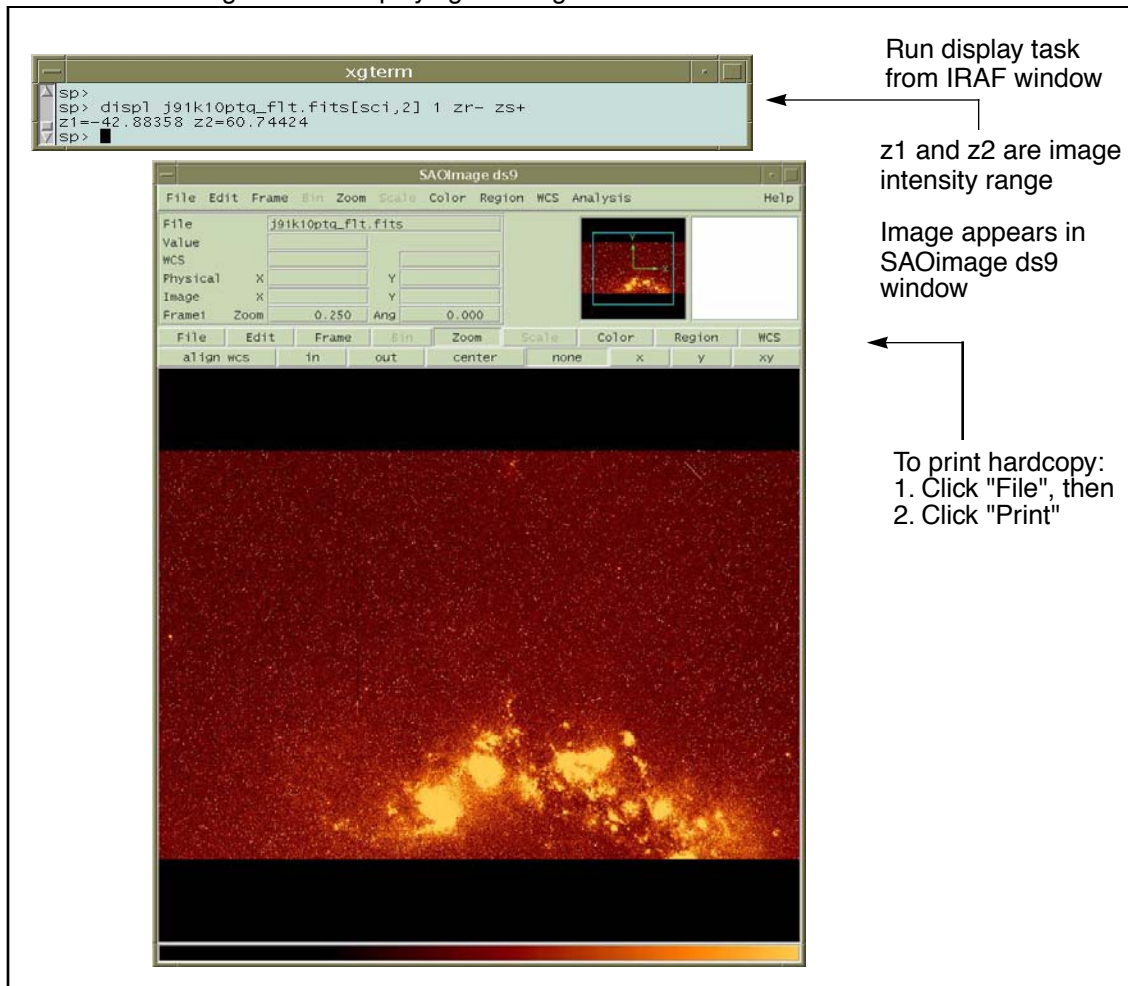 xgterm
sp>
sp> displ j91k10ptq_flt.fits[sci,2] 1 zr- zs+
z1=-42.88358 z2=60.74424
sp>
Run display task
from IRAF window
z1 and z2 are image
intensity range
Image appears in
SAOimage ds9
window
SAOImage ds9
File Edit Frame Bin Zoom Scale Color Region WCS Analysis Help
File j91k10ptq_flt.fits
Value
WCS
Physical X Y
Image X Y
Frame1 Zoom 0.250 Ang 0.000
File Edit Frame Bin Zoom Scale Color Region WCS
align wcs in out center none x y xy
Y
X
To print hardcopy:
1. Click "File", then
2. Click "Print"